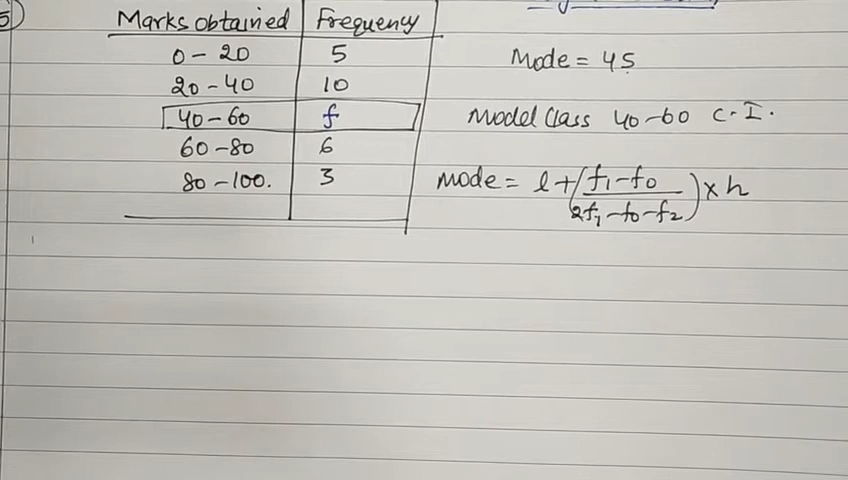 5
Marks obtained Frequency
0 - 20 5
20 - 40 10
40 - 60 f
60 - 80 6
80 - 100. 3
Mode = 45
Model Class 40-60 C.I.
mode = l + (f₁ - f₀ / 2f₁ - f₀ - f₂) × h